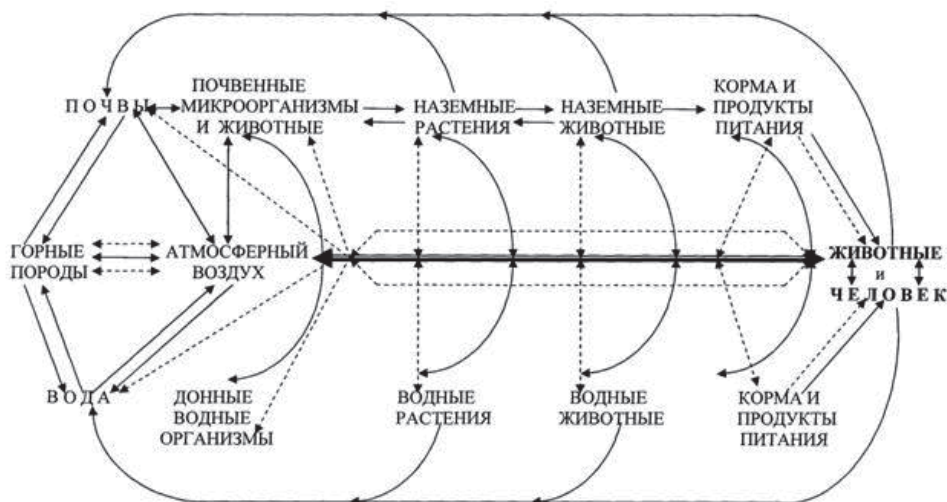 ПОЧВЫ
ПОЧВЕННЫЕ
МИКРООРГАНИЗМЫ
И ЖИВОТНЫЕ
НАЗЕМНЫЕ
РАСТЕНИЯ
НАЗЕМНЫЕ
ЖИВОТНЫЕ
КОРМА И
ПРОДУКТЫ
ПИТАНИЯ
ГОРНЫЕ
ПОРОДЫ
АТМОСФЕРНЫЙ
ВОЗДУХ
ЖИВОТНЫЕ
и
ЧЕЛОВЕК
ВОДА
ДОННЫЕ
ВОДНЫЕ
ОРГАНИЗМЫ
ВОДНЫЕ
РАСТЕНИЯ
ВОДНЫЕ
ЖИВОТНЫЕ
КОРМА И
ПРОДУКТЫ
ПИТАНИЯ